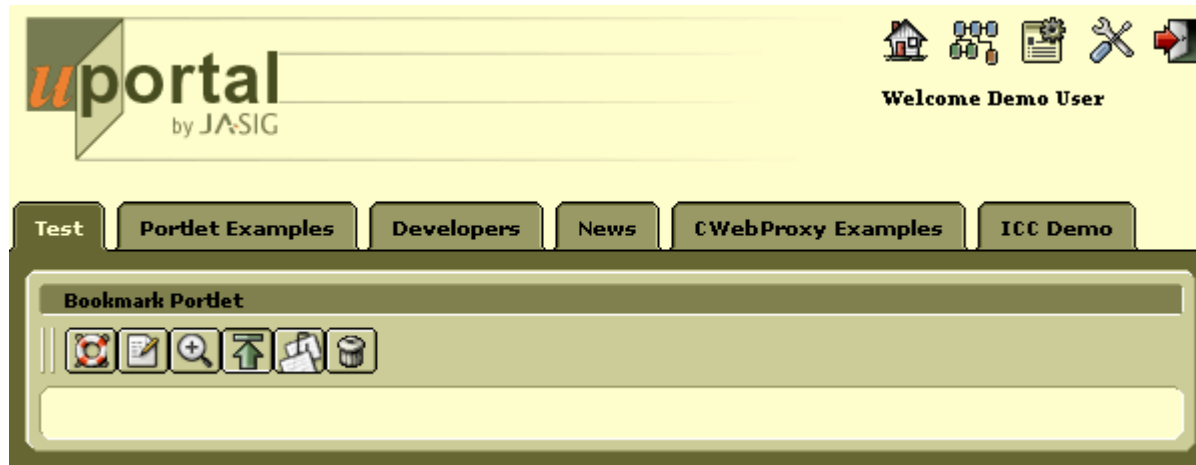 uportal
by JA-SIG
Welcome Demo User
Test
Portlet Examples
Developers
News
CWebProxy Examples
ICC Demo
Bookmark Portlet